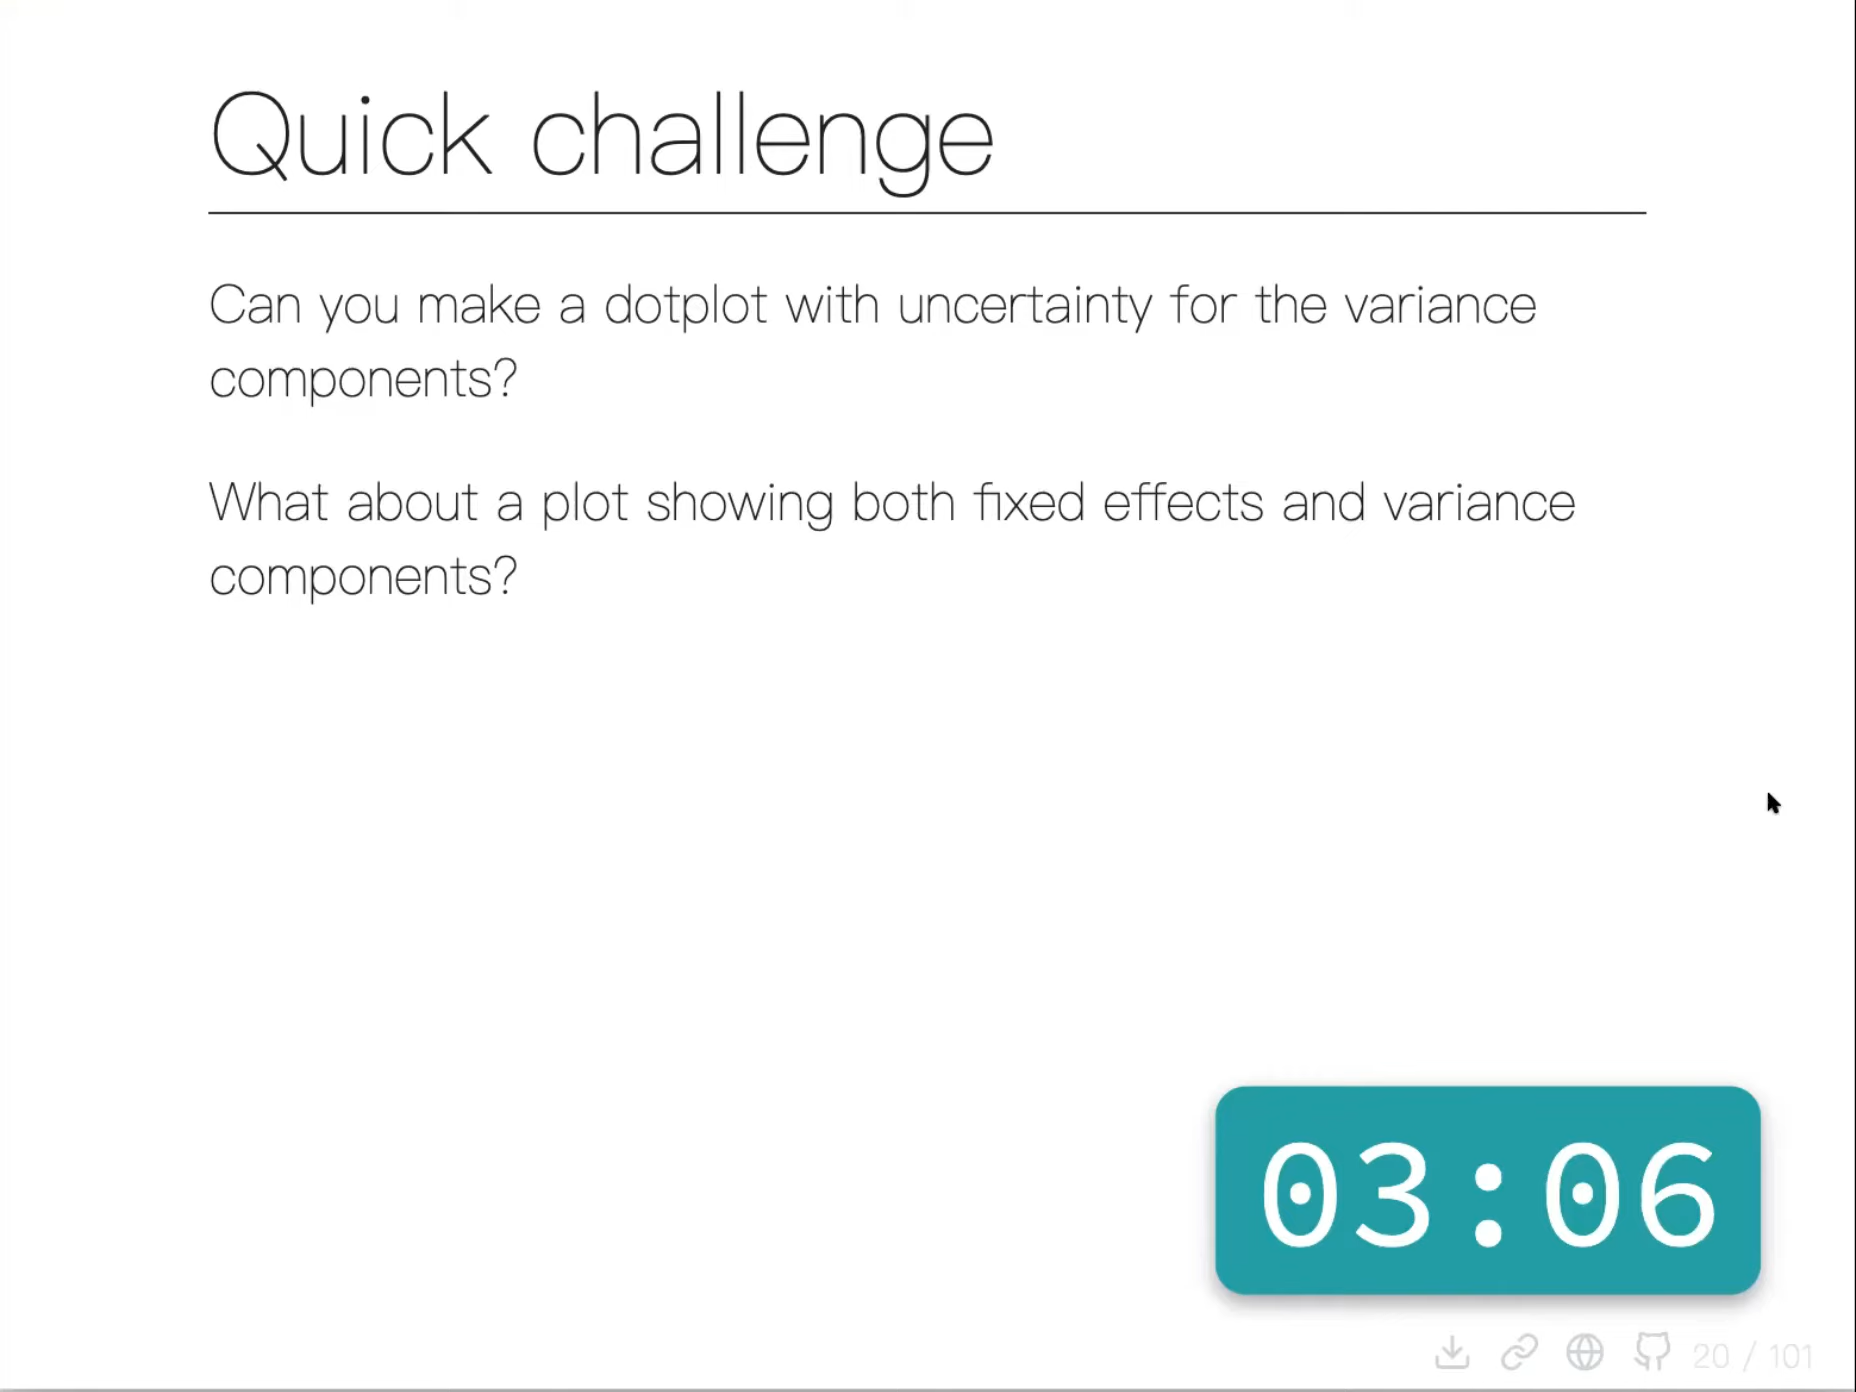 Quick challenge
Can you make a dotplot with uncertainty for the variance
components?
What about a plot showing both fixed effects and variance
components?
03:06
20 / 101